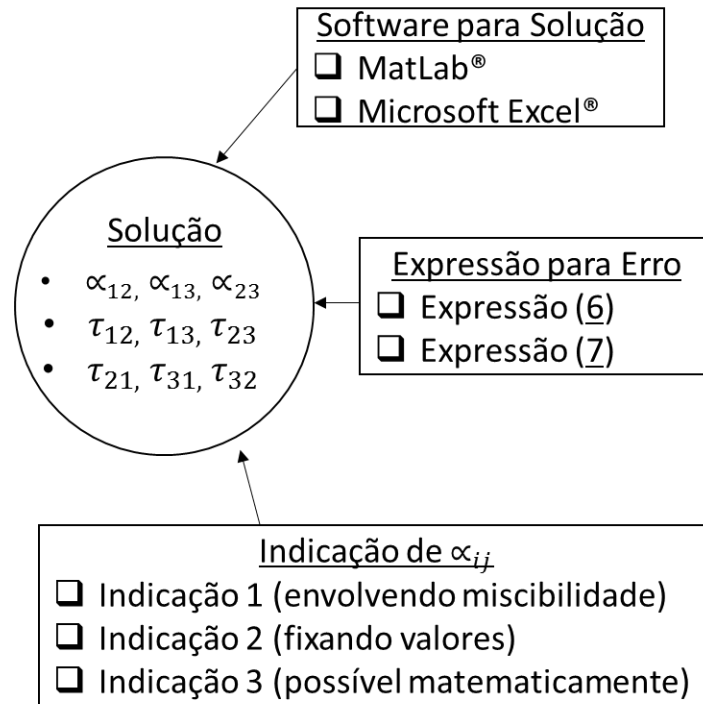 Software para Solução
❑ MatLab®
❑ Microsoft Excel®
Solução
• ∝₁₂, ∝₁₃, ∝₂₃
• τ₁₂, τ₁₃, τ₂₃
• τ₂₁, τ₃₁, τ₃₂
Expressão para Erro
❑ Expressão (6)
❑ Expressão (7)
Indicação de ∝ᵢⱼ
❑ Indicação 1 (envolvendo miscibilidade)
❑ Indicação 2 (fixando valores)
❑ Indicação 3 (possível matematicamente)